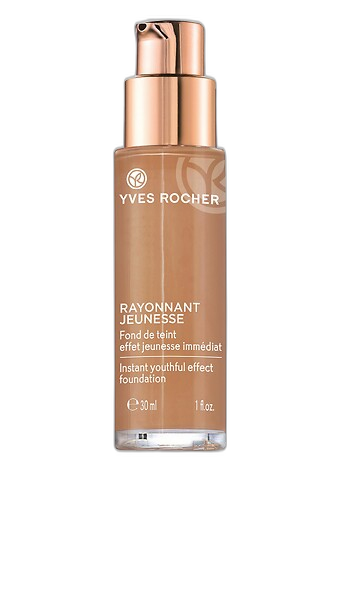 YVES ROCHER
RAYONNANT
JEUNESSE
Fond de teint
effet jeunesse immédiat
Instant youthful effect
foundation
℮ 30 ml 1 fl.oz.